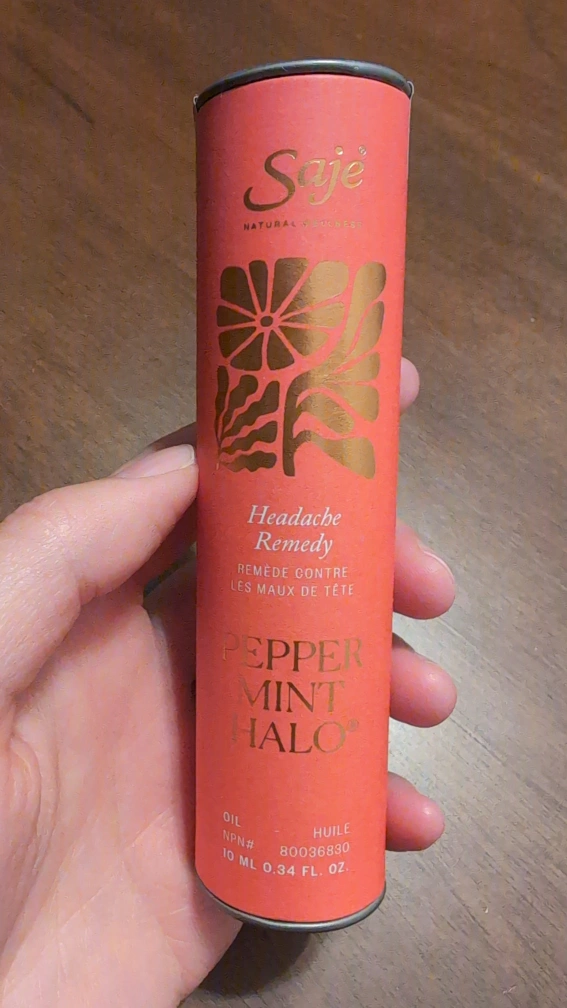 Saje
NATURAL WELLNESS
Headache
Remedy
REMÈDE CONTRE
LES MAUX DE TÊTE
PEPPER
MINT
HALO®
OIL HUILE
NPN# 80036830
10 ML 0.34 FL. OZ.